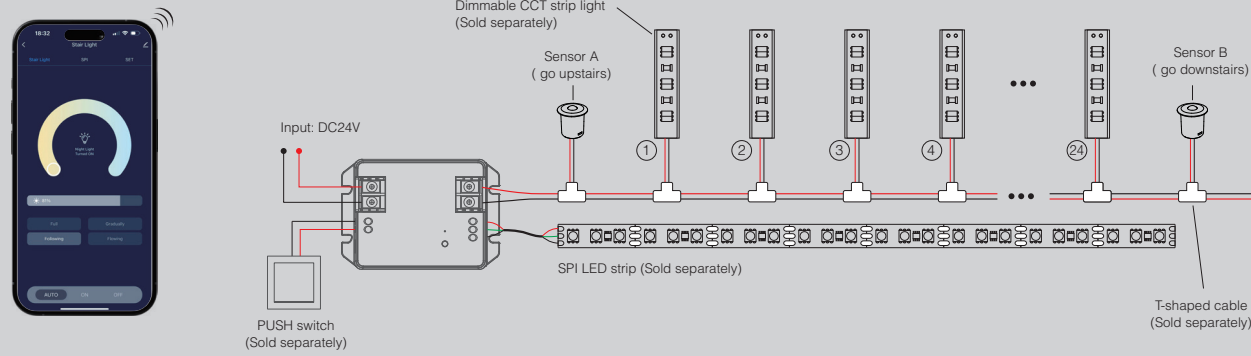 18:32
Stair Light
Stair Light
SPI
SET
Night Light
Turned ON
80%
Full
Gradually
Following
Flowing
AUTO
ON
OFF
Dimmable CCT strip light
(Sold separately)
Sensor A
( go upstairs)
Sensor B
( go downstairs)
Input: DC24V
1
2
3
4
24
SPI LED strip (Sold separately)
PUSH switch
(Sold separately)
T-shaped cable
(Sold separately)